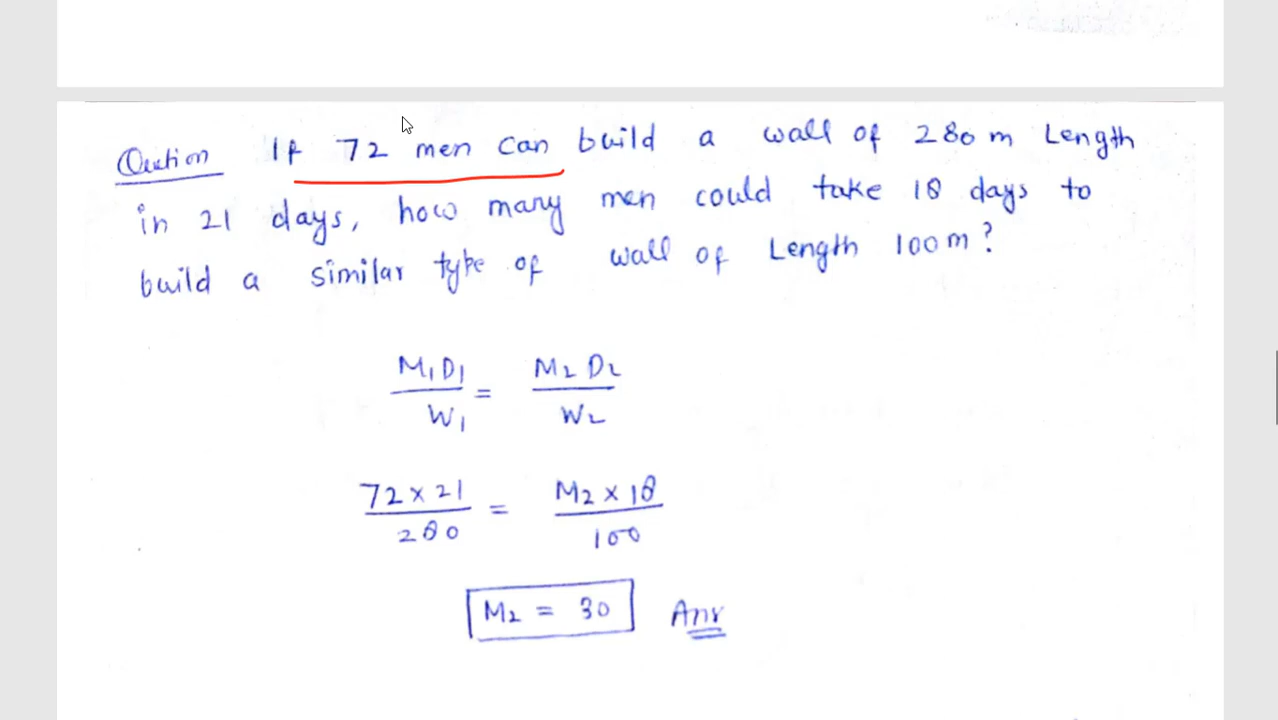 Question If 72 men can build a wall of 280 m Length
in 21 days, how many men could take 18 days to
build a similar type of wall of Length 100m?
M₁D₁/W₁ = M₂D₂/W₂
72×21/280 = M₂×18/100
M₂ = 30 Ans